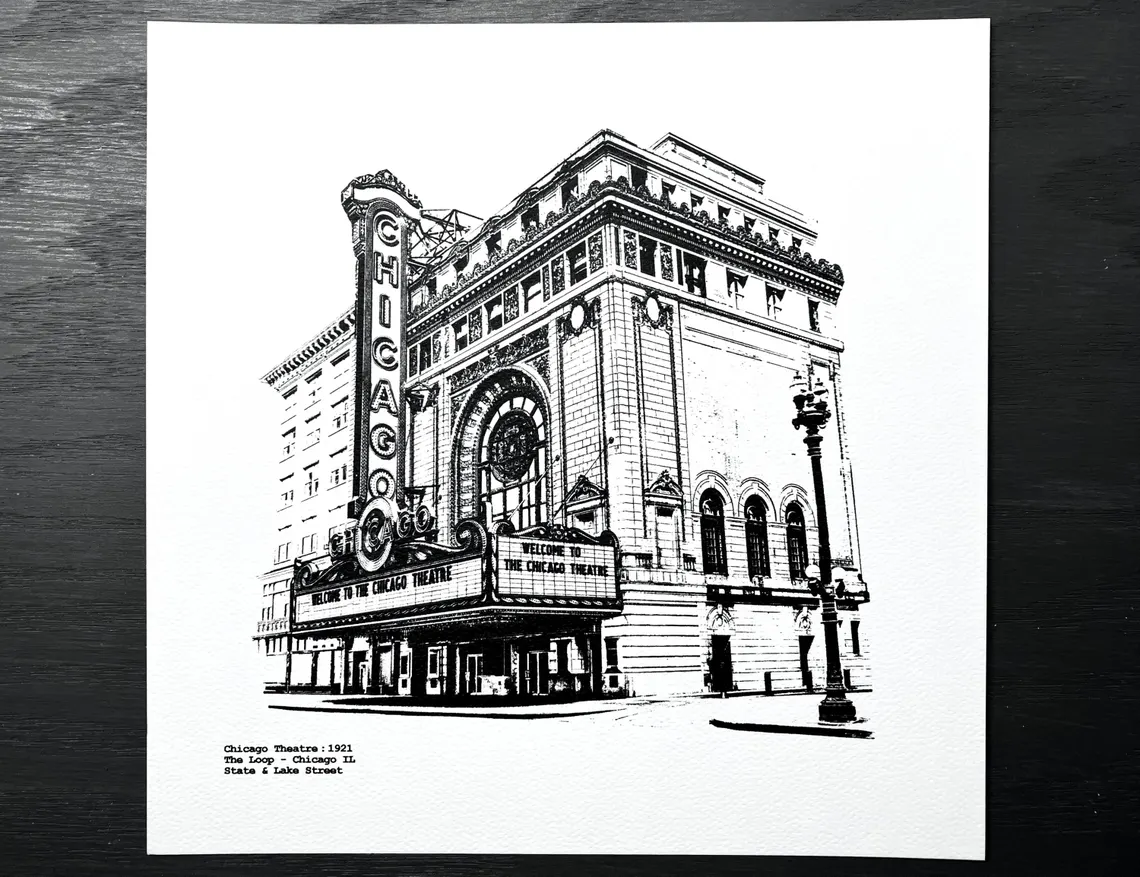 CHICAGO
CHICAGO
WELCOME TO THE CHICAGO THEATRE
WELCOME TO
THE CHICAGO THEATRE
Chicago Theatre : 1921
The Loop - Chicago IL
State & Lake Street